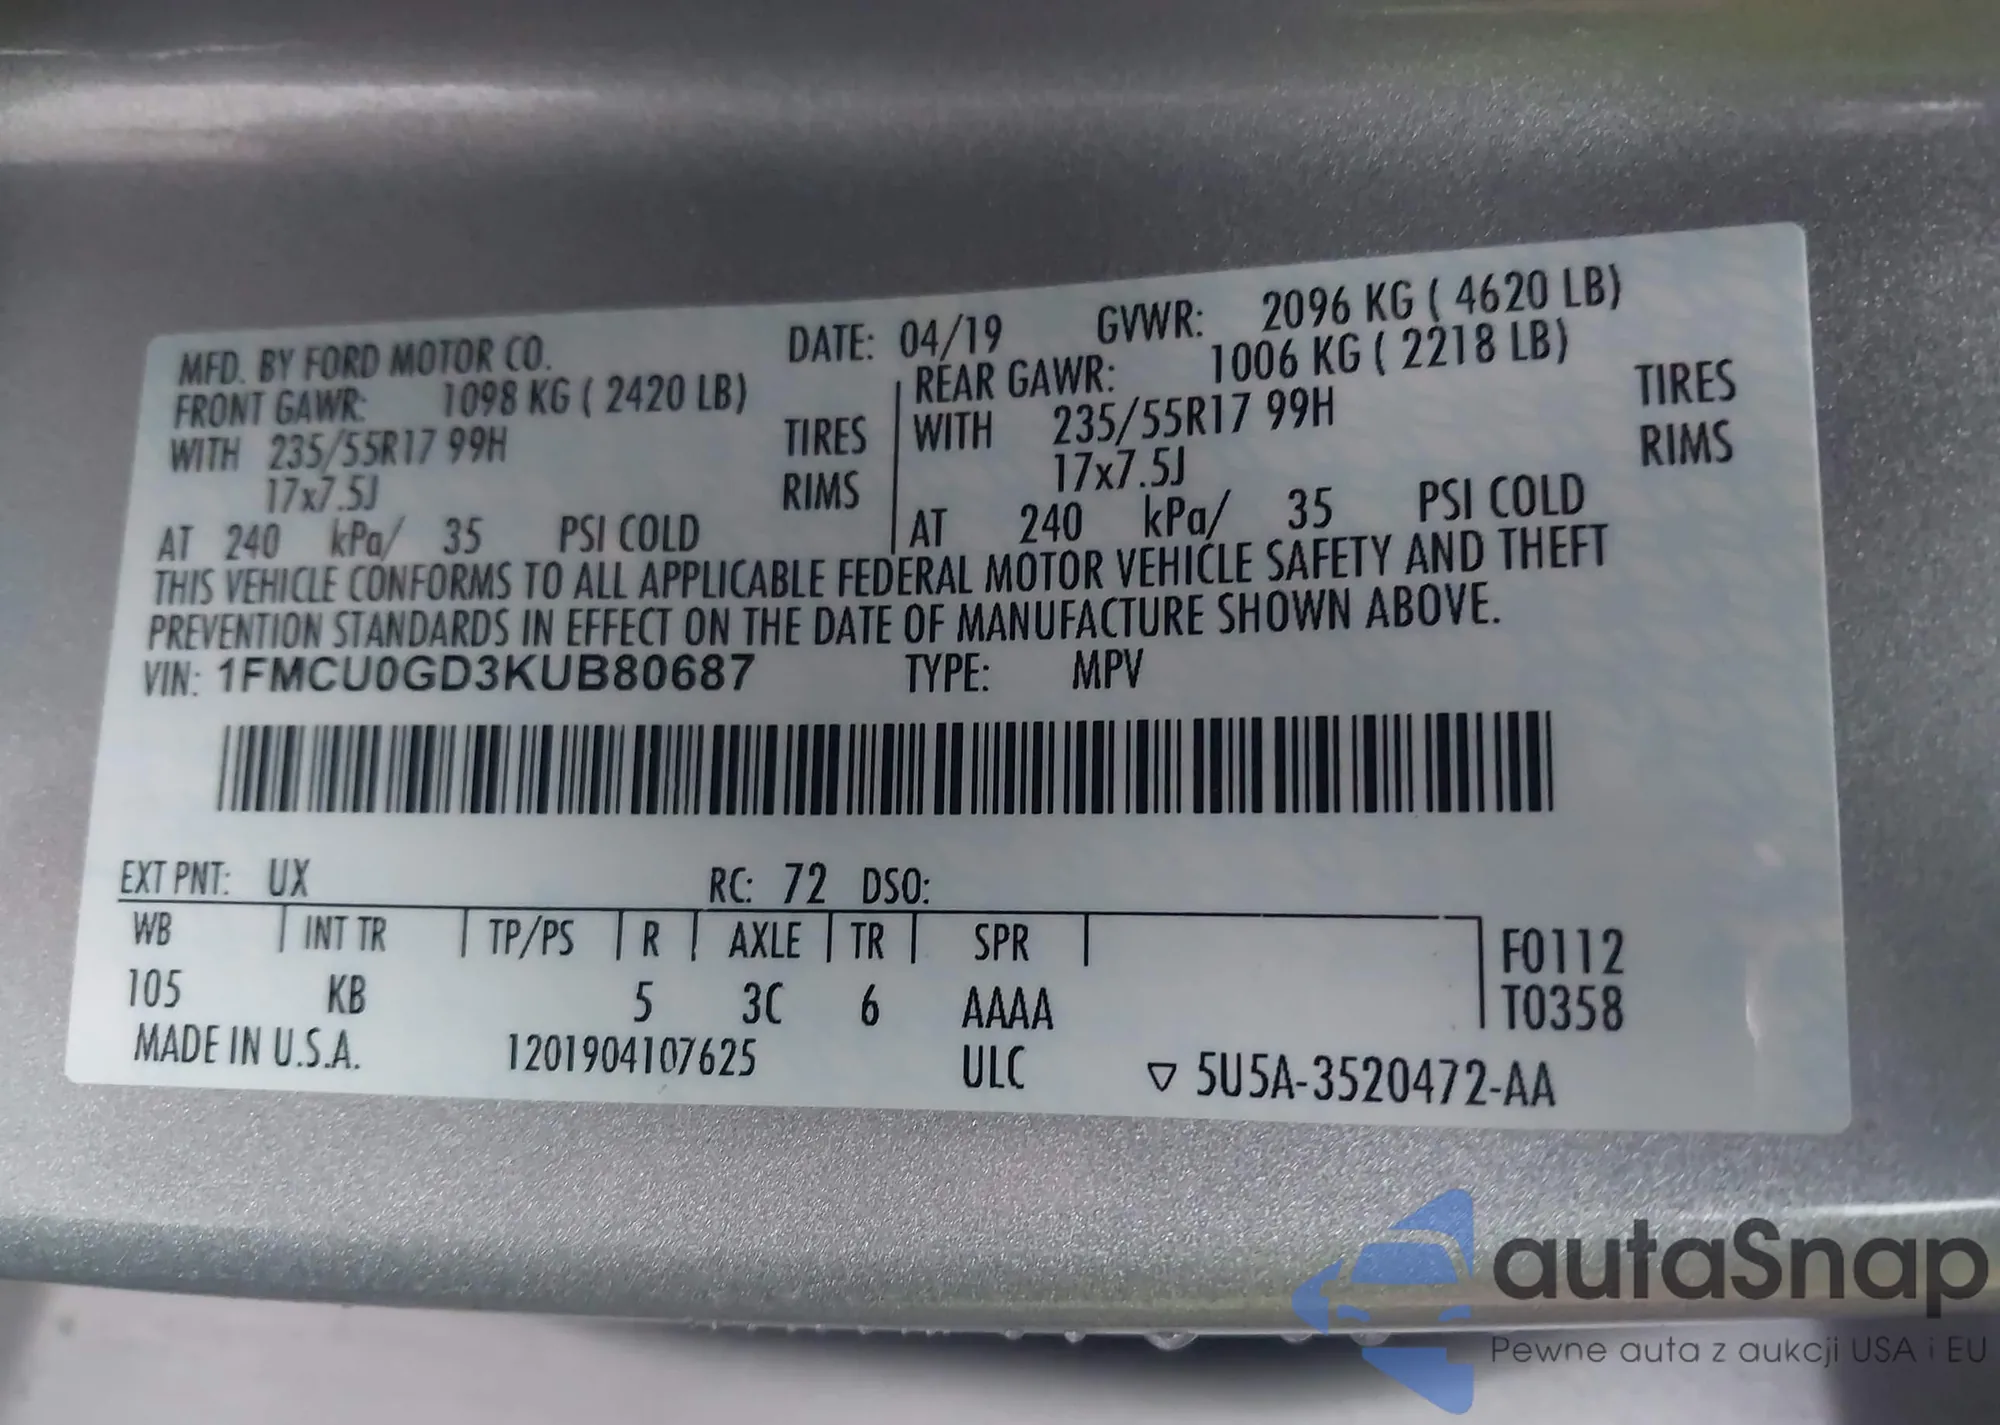 MFD. BY FORD MOTOR CO. DATE: 04/19 GVWR: 2096 KG ( 4620 LB)
FRONT GAWR: 1098 KG ( 2420 LB) REAR GAWR: 1006 KG ( 2218 LB)
WITH 235/55R17 99H TIRES WITH 235/55R17 99H TIRES
17x7.5J RIMS 17x7.5J RIMS
AT 240 kPa/ 35 PSI COLD AT 240 kPa/ 35 PSI COLD
THIS VEHICLE CONFORMS TO ALL APPLICABLE FEDERAL MOTOR VEHICLE SAFETY AND THEFT
PREVENTION STANDARDS IN EFFECT ON THE DATE OF MANUFACTURE SHOWN ABOVE.
VIN: 1FMCU0GD3KUB80687 TYPE: MPV
EXT PNT: UX RC: 72 DSO:
WB INT TR TP/PS R AXLE TR SPR F0112
105 KB 5 3C 6 AAAA T0358
MADE IN U.S.A. 1201904107625 ULC ▽ 5U5A-3520472-AA
autaSnap
Pewne auta z aukcji USA i EU